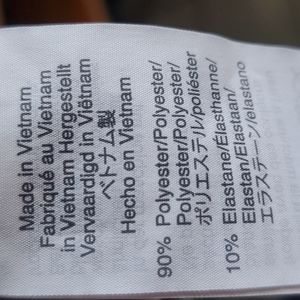 Made in Vietnam
Fabriqué au Vietnam
in Vietnam Hergestellt
Vervaardigd in Viëtnam
ベトナム製
Hecho en Vietnam
90% Polyester/Polyester/
Polyester/Polyester/
ポリエステル/poliéster
10% Elastane/Élasthanne/
Elastan/Elastaan/
エラステーン/elastano